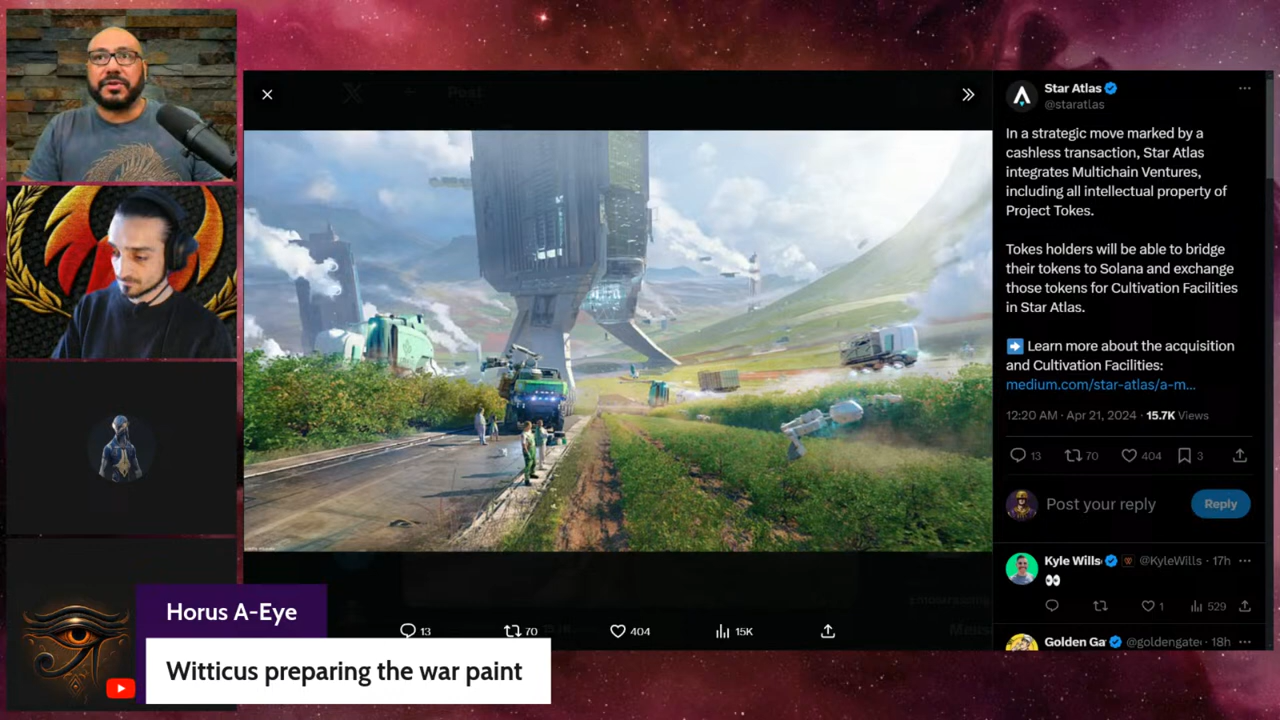 Post
Star Atlas
@staratlas
In a strategic move marked by a
cashless transaction, Star Atlas
integrates Multichain Ventures,
including all intellectual property of
Project Tokes.
Tokes holders will be able to bridge
their tokens to Solana and exchange
those tokens for Cultivation Facilities
in Star Atlas.
Learn more about the acquisition
and Cultivation Facilities:
medium.com/star-atlas/a-m...
12:20 AM · Apr 21, 2024 · 15.7K Views
13 70 404 3
Post your reply
Reply
Kyle Wills @KyleWills · 17h
1 529
Golden Ga @goldengate · 18h
13 70 404 15K
Horus A-Eye
Witticus preparing the war paint